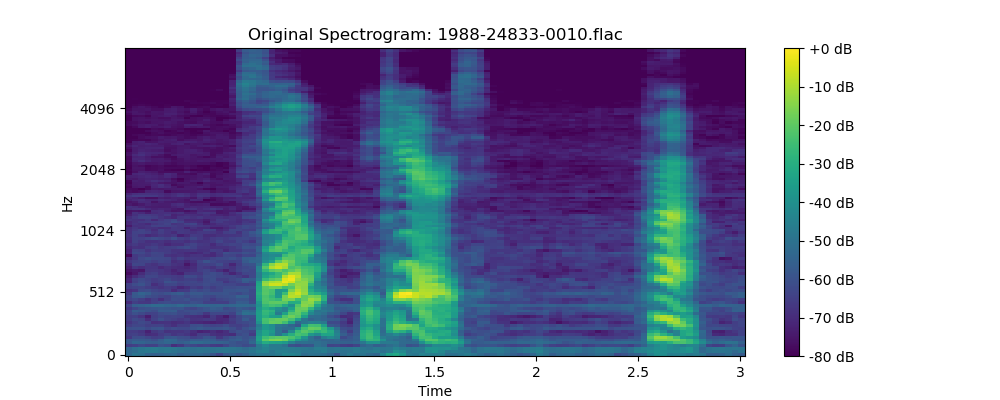 Original Spectrogram: 1988-24833-0010.flac
Hz
4096
2048
1024
512
0
0
0.5
1
1.5
2
2.5
3
Time
+0 dB
-10 dB
-20 dB
-30 dB
-40 dB
-50 dB
-60 dB
-70 dB
-80 dB